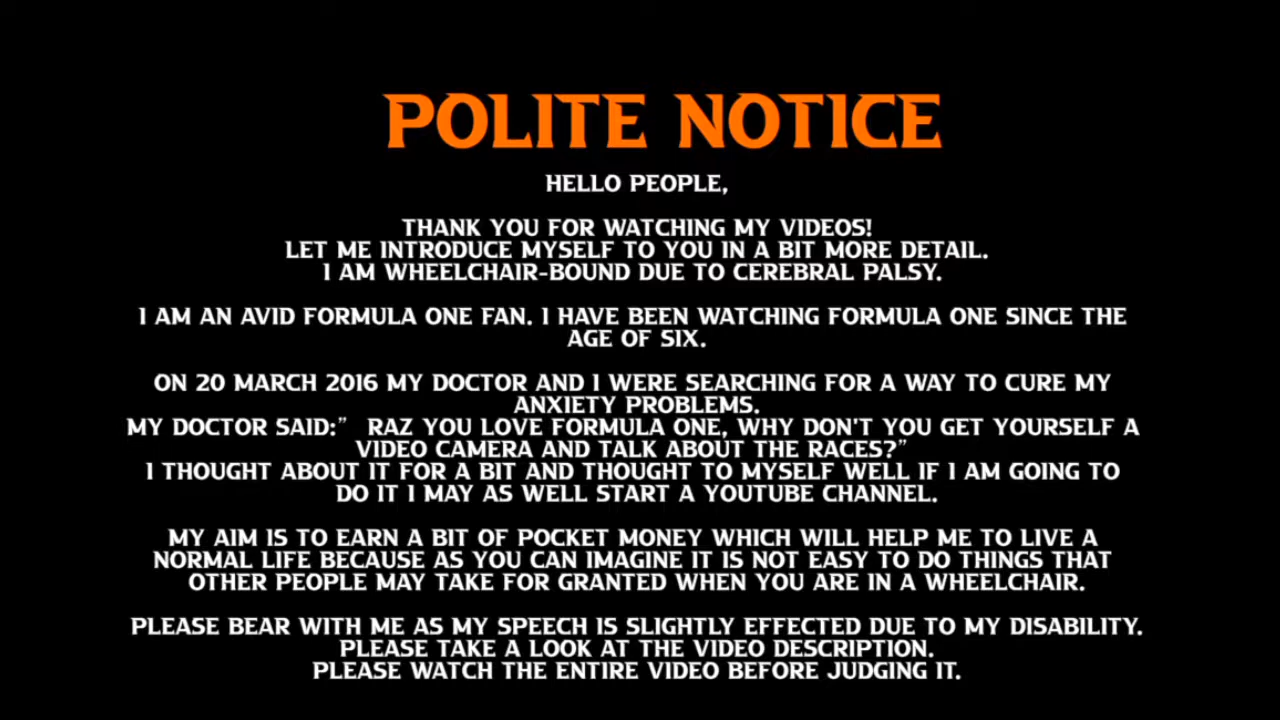 POLITE NOTICE
HELLO PEOPLE,
THANK YOU FOR WATCHING MY VIDEOS!
LET ME INTRODUCE MYSELF TO YOU IN A BIT MORE DETAIL.
I AM WHEELCHAIR-BOUND DUE TO CEREBRAL PALSY.
I AM AN AVID FORMULA ONE FAN. I HAVE BEEN WATCHING FORMULA ONE SINCE THE
AGE OF SIX.
ON 20 MARCH 2016 MY DOCTOR AND I WERE SEARCHING FOR A WAY TO CURE MY
ANXIETY PROBLEMS.
MY DOCTOR SAID:” RAZ YOU LOVE FORMULA ONE, WHY DON'T YOU GET YOURSELF A
VIDEO CAMERA AND TALK ABOUT THE RACES?”
I THOUGHT ABOUT IT FOR A BIT AND THOUGHT TO MYSELF WELL IF I AM GOING TO
DO IT I MAY AS WELL START A YOUTUBE CHANNEL.
MY AIM IS TO EARN A BIT OF POCKET MONEY WHICH WILL HELP ME TO LIVE A
NORMAL LIFE BECAUSE AS YOU CAN IMAGINE IT IS NOT EASY TO DO THINGS THAT
OTHER PEOPLE MAY TAKE FOR GRANTED WHEN YOU ARE IN A WHEELCHAIR.
PLEASE BEAR WITH ME AS MY SPEECH IS SLIGHTLY EFFECTED DUE TO MY DISABILITY.
PLEASE TAKE A LOOK AT THE VIDEO DESCRIPTION.
PLEASE WATCH THE ENTIRE VIDEO BEFORE JUDGING IT.